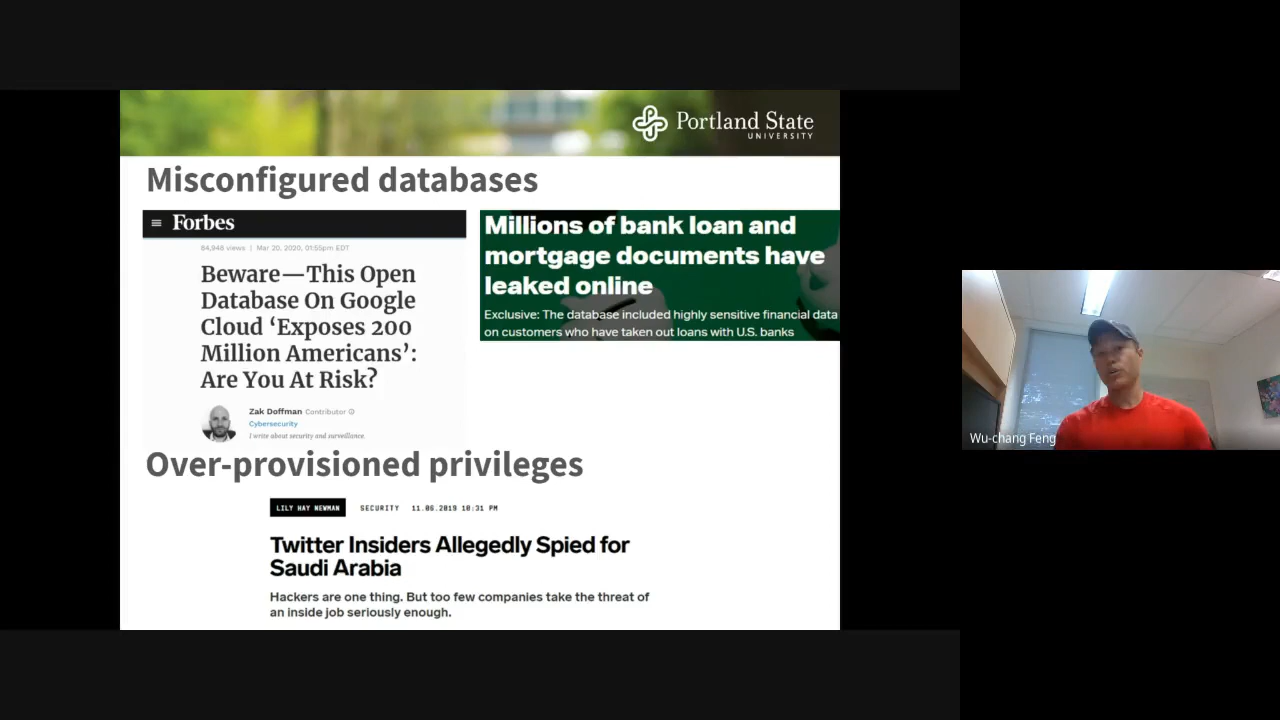 Portland State
UNIVERSITY
Misconfigured databases
Forbes
84,948 views | Mar 20, 2020, 01:55pm EDT
Beware—This Open
Database On Google
Cloud ‘Exposes 200
Million Americans’:
Are You At Risk?
Zak Doffman Contributor
Cybersecurity
I write about security and surveillance.
Millions of bank loan and
mortgage documents have
leaked online
Exclusive: The database included highly sensitive financial data
on customers who have taken out loans with U.S. banks
Over-provisioned privileges
LILY HAY NEWMAN SECURITY 11.06.2019 10:31 PM
Twitter Insiders Allegedly Spied for
Saudi Arabia
Hackers are one thing. But too few companies take the threat of
an inside job seriously enough.
Wu-chang Feng